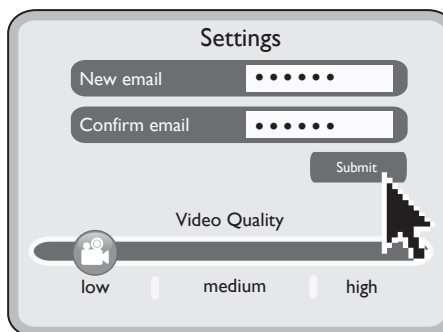 Settings
New email ••••••
Confirm email ••••••
Submit
Video Quality
low medium high